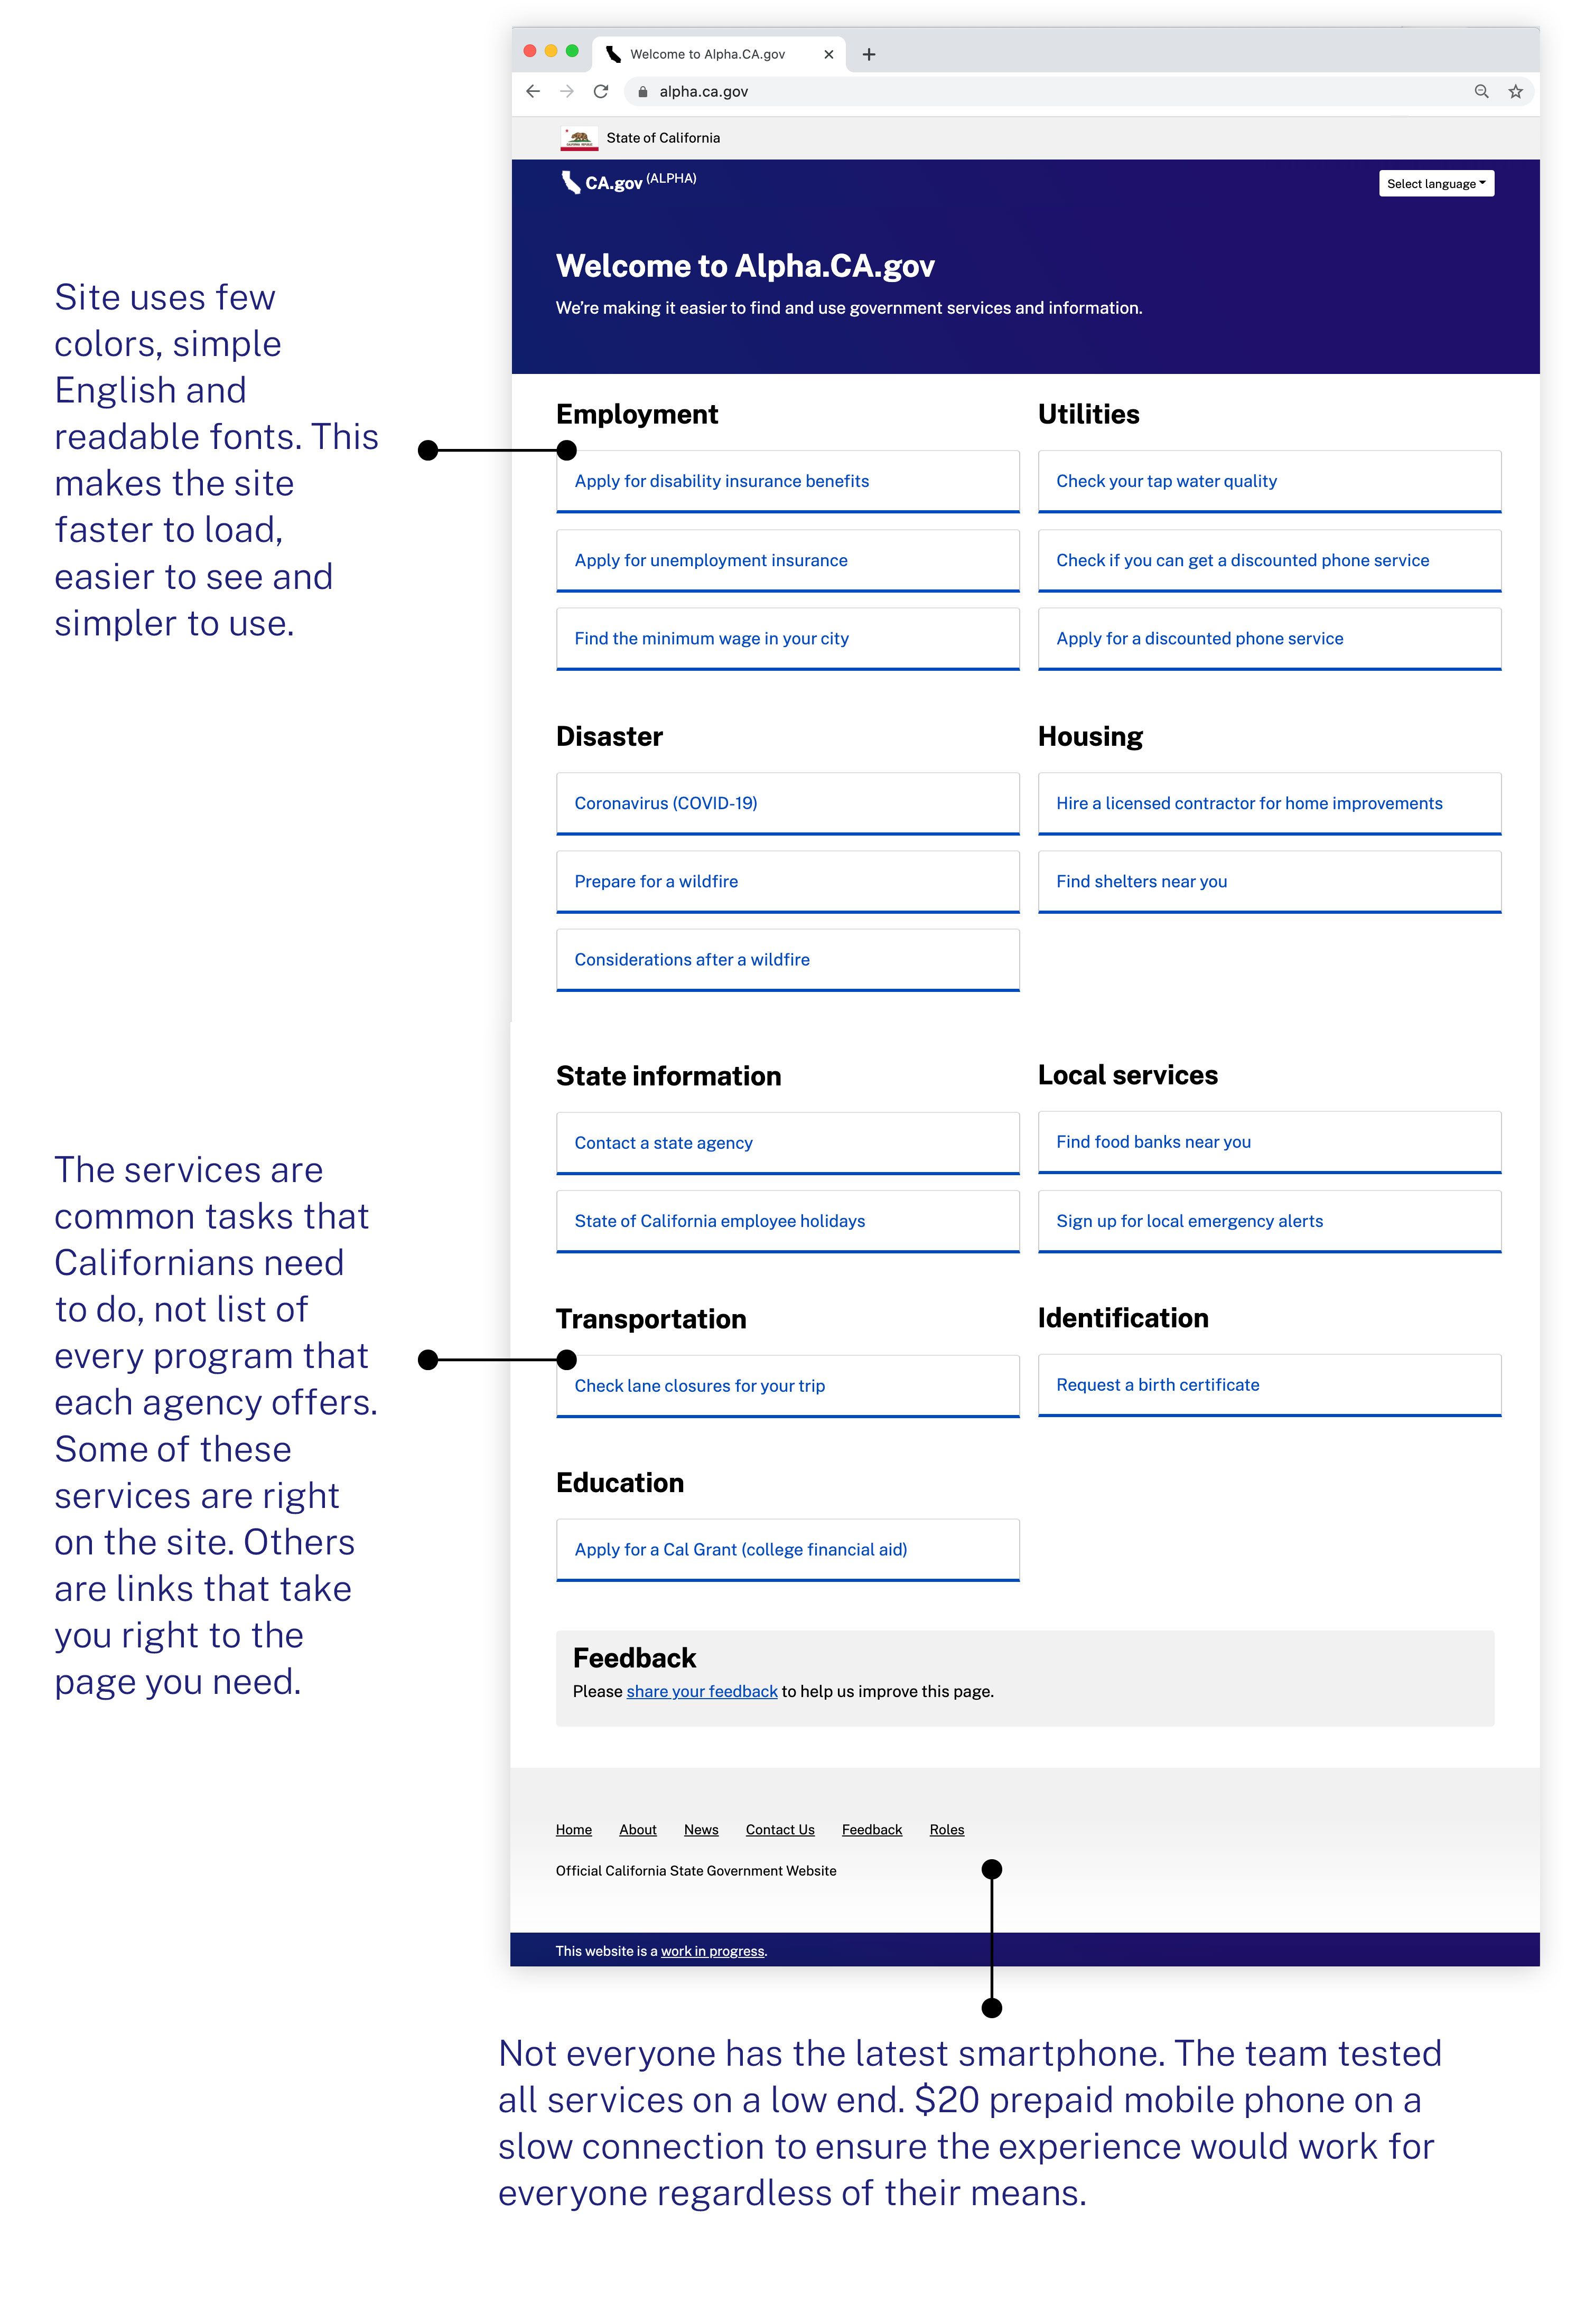 Welcome to Alpha.CA.gov
alpha.ca.gov
State of California
CA.gov (ALPHA)
Select language
Welcome to Alpha.CA.gov
We're making it easier to find and use government services and information.
Site uses few
colors, simple
English and
readable fonts. This
makes the site
faster to load,
easier to see and
simpler to use.
Employment
Apply for disability insurance benefits
Apply for unemployment insurance
Find the minimum wage in your city
Utilities
Check your tap water quality
Check if you can get a discounted phone service
Apply for a discounted phone service
Disaster
Coronavirus (COVID-19)
Prepare for a wildfire
Considerations after a wildfire
Housing
Hire a licensed contractor for home improvements
Find shelters near you
The services are
common tasks that
Californians need
to do, not list of
every program that
each agency offers.
Some of these
services are right
on the site. Others
are links that take
you right to the
page you need.
State information
Contact a state agency
State of California employee holidays
Local services
Find food banks near you
Sign up for local emergency alerts
Transportation
Check lane closures for your trip
Identification
Request a birth certificate
Education
Apply for a Cal Grant (college financial aid)
Feedback
Please share your feedback to help us improve this page.
Home About News Contact Us Feedback Roles
Official California State Government Website
This website is a work in progress.
Not everyone has the latest smartphone. The team tested
all services on a low end. $20 prepaid mobile phone on a
slow connection to ensure the experience would work for
everyone regardless of their means.